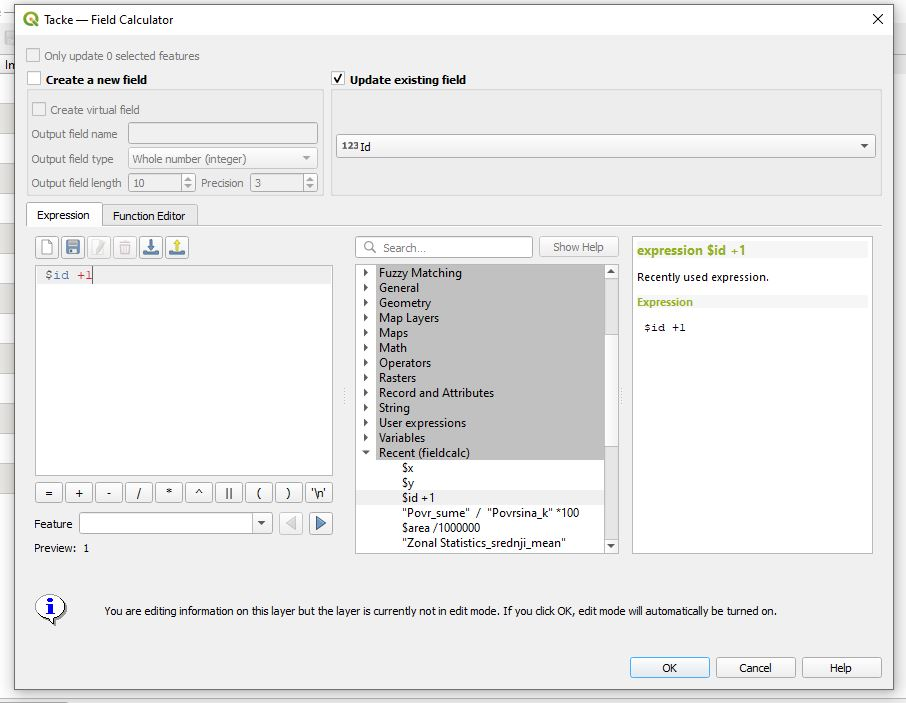 Tacke — Field Calculator
Only update 0 selected features
Create a new field
Update existing field
Create virtual field
Output field name
Output field type Whole number (integer)
Output field length 10 Precision 3
123 Id
Expression Function Editor
Search... Show Help
$id +1
Fuzzy Matching
General
Geometry
Map Layers
Maps
Math
Operators
Rasters
Record and Attributes
String
User expressions
Variables
Recent (fieldcalc)
$x
$y
$id +1
"Povr_sume" / "Povrsina_k" *100
$area /1000000
"Zonal Statistics_srednji_mean"
expression $id +1
Recently used expression.
Expression
$id +1
= + - / * ^ || ( ) '\n'
Feature
Preview: 1
You are editing information on this layer but the layer is currently not in edit mode. If you click OK, edit mode will automatically be turned on.
OK Cancel Help